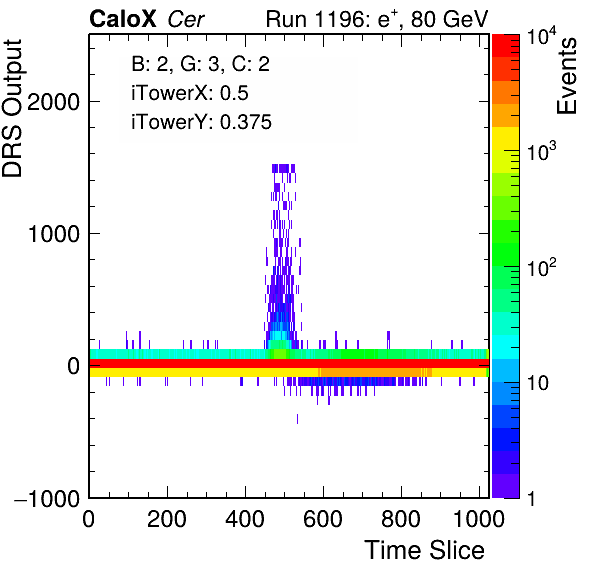 CaloX Cer Run 1196: e⁺, 80 GeV
B: 2, G: 3, C: 2
iTowerX: 0.5
iTowerY: 0.375
DRS Output
2000
1000
0
−1000
0 200 400 600 800 1000
Time Slice
Events
10⁴
10³
10²
10
1